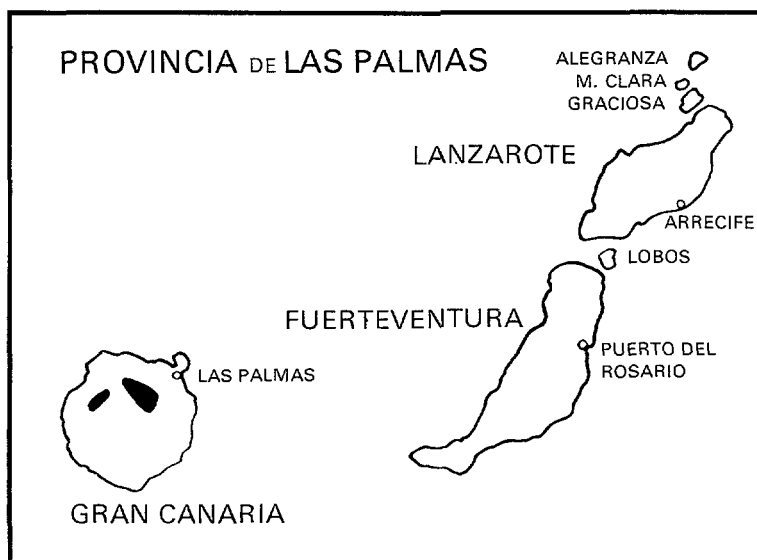 PROVINCIA DE LAS PALMAS
ALEGRANZA
M. CLARA
GRACIOSA
LANZAROTE
ARRECIFE
LOBOS
FUERTEVENTURA
PUERTO DEL
ROSARIO
LAS PALMAS
GRAN CANARIA